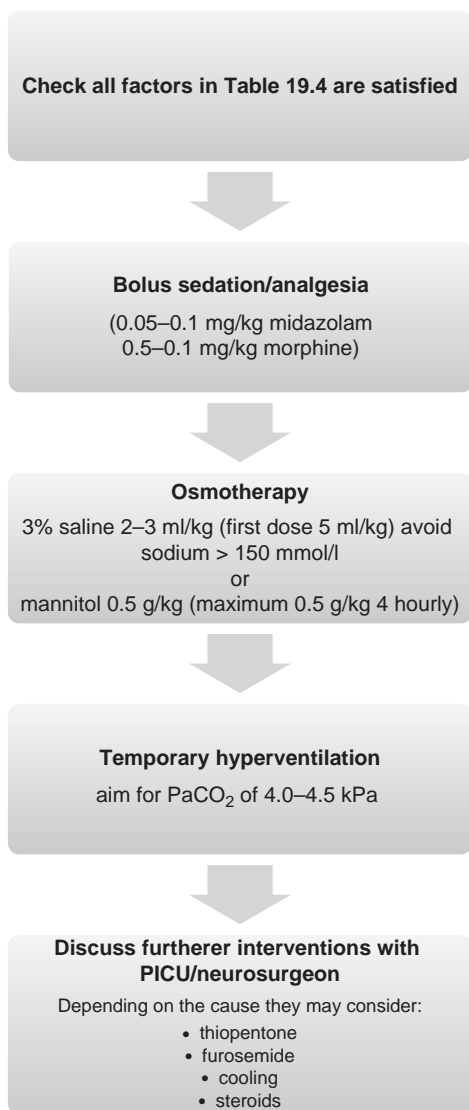 Check all factors in Table 19.4 are satisfied
Bolus sedation/analgesia
(0.05–0.1 mg/kg midazolam
0.5–0.1 mg/kg morphine)
Osmotherapy
3% saline 2–3 ml/kg (first dose 5 ml/kg) avoid
sodium > 150 mmol/l
or
mannitol 0.5 g/kg (maximum 0.5 g/kg 4 hourly)
Temporary hyperventilation
aim for PaCO₂ of 4.0–4.5 kPa
Discuss furtherer interventions with
PICU/neurosurgeon
Depending on the cause they may consider:
• thiopentone
• furosemide
• cooling
• steroids